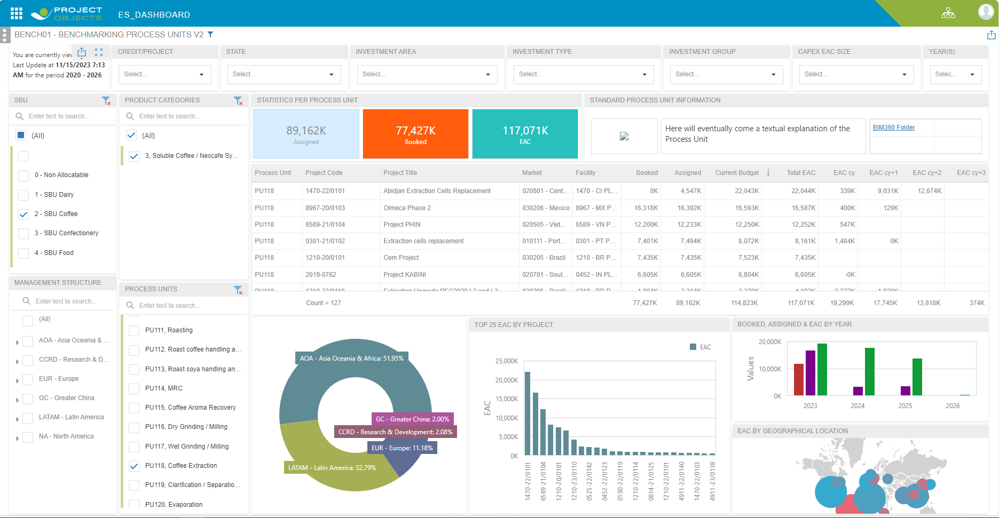 PROJECT
OBJECTS
ES_DASHBOARD
BENCH01 - BENCHMARKING PROCESS UNITS V2
You are currently viev
Last Update at 11/15/2023 7:13
AM for the period 2020 - 2026
CREDIT/PROJECT
Select...
STATE
Select...
INVESTMENT AREA
Select...
INVESTMENT TYPE
Select...
INVESTMENT GROUP
Select...
CAPEX EAC SIZE
Select...
YEAR(S)
Selec...
SBU
Enter text to search...
(All)
0 - Non Allocatable
1 - SBU Dairy
2 - SBU Coffee
3 - SBU Confectionery
4 - SBU Food
MANAGEMENT STRUCTURE
Enter text to search...
(All)
AOA - Asia Oceania & ...
CCRD - Research & D...
EUR - Europe
GC - Greater China
LATAM - Latin America
NA - North America
PRODUCT CATEGORIES
Enter text to search...
(All)
3, Soluble Coffee / Nescafe Sy...
PROCESS UNITS
Enter text to search...
PU111, Roasting
PU112, Roast coffee handling a...
PU113, Roast soya handling an...
PU114, MRC
PU115, Coffee Aroma Recovery
PU116, Dry Grinding / Milling
PU117, Wet Grinding / Milling
PU118, Coffee Extraction
PU119, Clarification / Separatio...
PU120, Evaporation
STATISTICS PER PROCESS UNIT
89,162K
Assigned
77,427K
Booked
117,071K
EAC
STANDARD PROCESS UNIT INFORMATION
Here will eventually come a textual explanation of the
Process Unit
BIM360 Folder
Process Unit Project Code Project Title Market Facility Booked Assigned Current Budget ↓ Total EAC EAC cy EAC cy+1 EAC cy+2 EAC cy+3
PU118 1470-22/0101 Abidjan Extraction Cells Replacement 020801 - Cent... 1470 - CI PL... 0K 4,547K 22,043K 22,044K 339K 9,031K 12,674K
PU118 8967-20/0103 Olmeca Phase 2 030206 - Mexico 8967 - MX P... 16,318K 16,392K 16,593K 16,587K 400K 129K
PU118 6589-21/0104 Project PHIN 020505 - Viet... 6589 - VN P... 12,200K 12,233K 12,250K 12,252K 547K
PU118 0301-21/0102 Extraction cells replacement 010111 - Port... 0301 - PT P... 7,401K 7,494K 8,072K 8,161K 1,484K 0K
PU118 1210-20/0101 Cem Project 030205 - Brazil 1210 - BR P... 7,435K 7,435K 7,523K 7,435K
PU118 2019-0762 Project KABINI 020701 - Sout... 0452 - IN PL... 6,605K 6,605K 6,804K 6,605K -0K
PU118 1210-23/0110
Count = 127 77,427K 89,162K 114,823K 117,071K 19,299K 17,745K 13,818K 374K
AOA - Asia Oceania & Africa: 51.95%
GC - Greater China: 2.00%
CCRD - Research & Development: 2.08%
EUR - Europe: 11.18%
LATAM - Latin America: 32.79%
TOP 25 EAC BY PROJECT
EAC
25,000K
20,000K
15,000K
10,000K
5,000K
0K
EAC
1470-22/0101
6589-21/0104
1210-20/0101
1210-23/0110
0525-22/0142
0452-22/0123
0190-22/0119
1210-22/0114
0814-21/0125
1210-22/0101
4911-22/0140
1470-22/0103
4911-23/0138
BOOKED, ASSIGNED & EAC BY YEAR
20,000K
10,000K
0K
Values
2023 2024 2025 2026
EAC BY GEOGRAPHICAL LOCATION